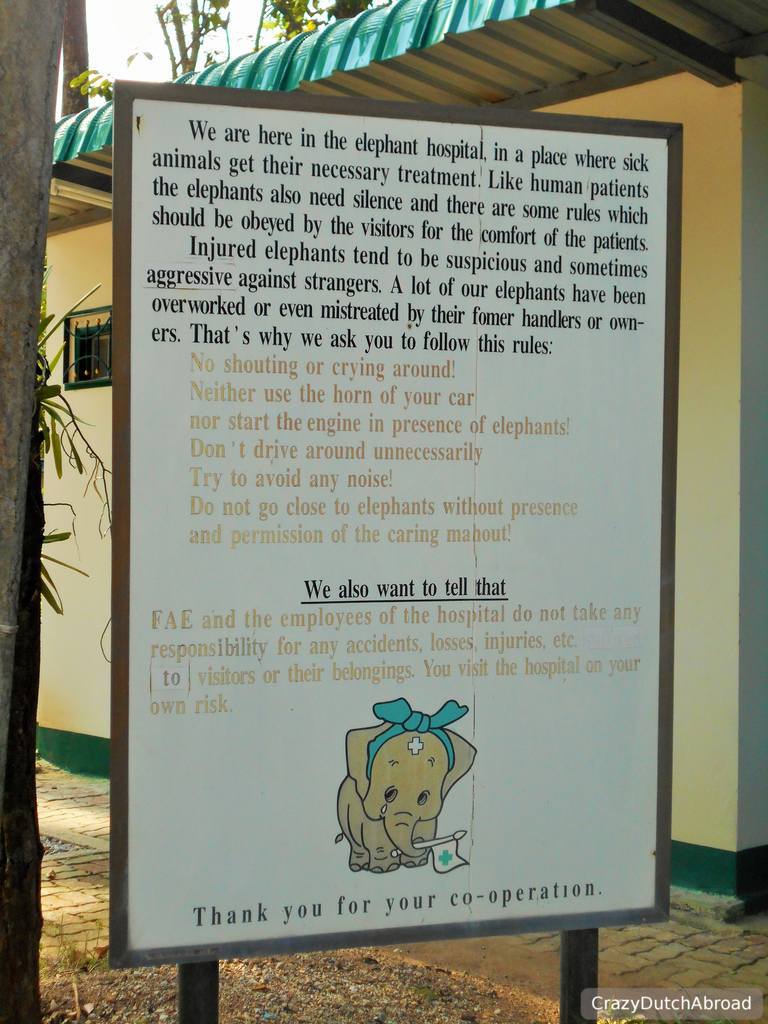 We are here in the elephant hospital, in a place where sick
animals get their necessary treatment. Like human patients
the elephants also need silence and there are some rules which
should be obeyed by the visitors for the comfort of the patients.
Injured elephants tend to be suspicious and sometimes
aggressive against strangers. A lot of our elephants have been
overworked or even mistreated by their fomer handlers or own-
ers. That's why we ask you to follow this rules:
No shouting or crying around!
Neither use the horn of your car
nor start the engine in presence of elephants!
Don't drive around unnecessarily
Try to avoid any noise!
Do not go close to elephants without presence
and permission of the caring mahout!
We also want to tell that
FAE and the employees of the hospital do not take any
responsibility for any accidents, losses, injuries, etc.
to visitors or their belongings. You visit the hospital on your
own risk.
Thank you for your co-operation.
CrazyDutchAbroad